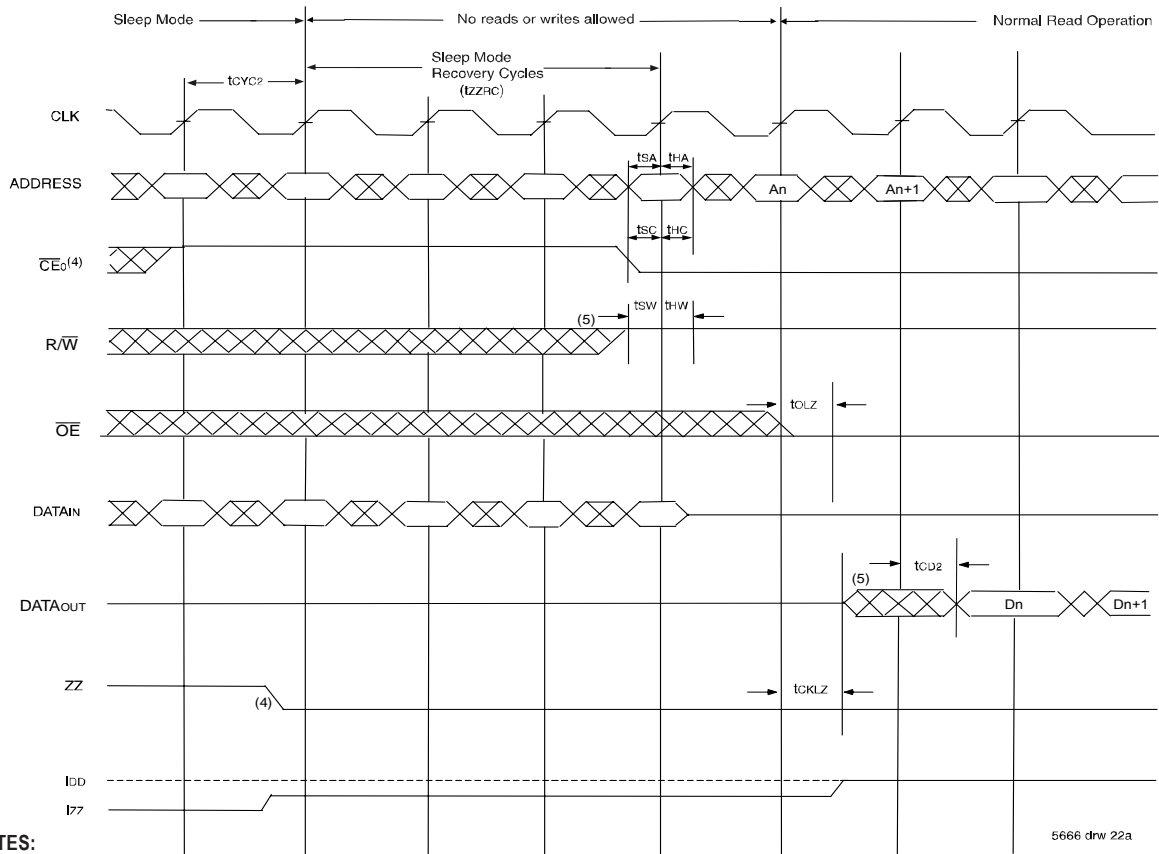 Sleep Mode
No reads or writes allowed
Normal Read Operation
Sleep Mode
Recovery Cycles
(tZZRC)
tCYC2
CLK
tSA tHA
ADDRESS
An
An+1
tSC tHC
CE0(4)
tSW tHW
(5)
R/W
tOLZ
OE
DATAIN
tCD2
(5)
DATAOUT
Dn
Dn+1
ZZ
(4)
tCKLZ
IDD
IZZ
5666 drw 22a
TES: